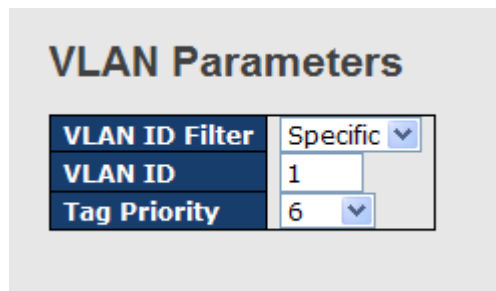 VLAN Parameters
VLAN ID Filter Specific
VLAN ID 1
Tag Priority 6